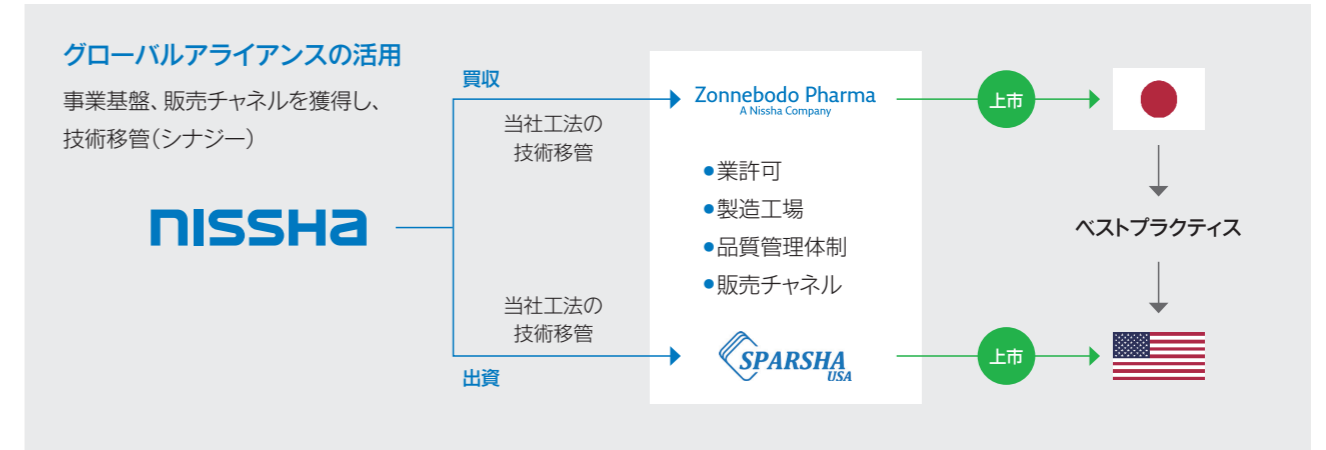 グローバルアライアンスの活用
事業基盤、販売チャネルを獲得し、
技術移管(シナジー)
nissha
買収
当社工法の
技術移管
当社工法の
技術移管
出資
Zonnebodo Pharma
A Nissha Company
●業許可
●製造工場
●品質管理体制
●販売チャネル
SPARSHA
USA
上市
上市
ベストプラクティス